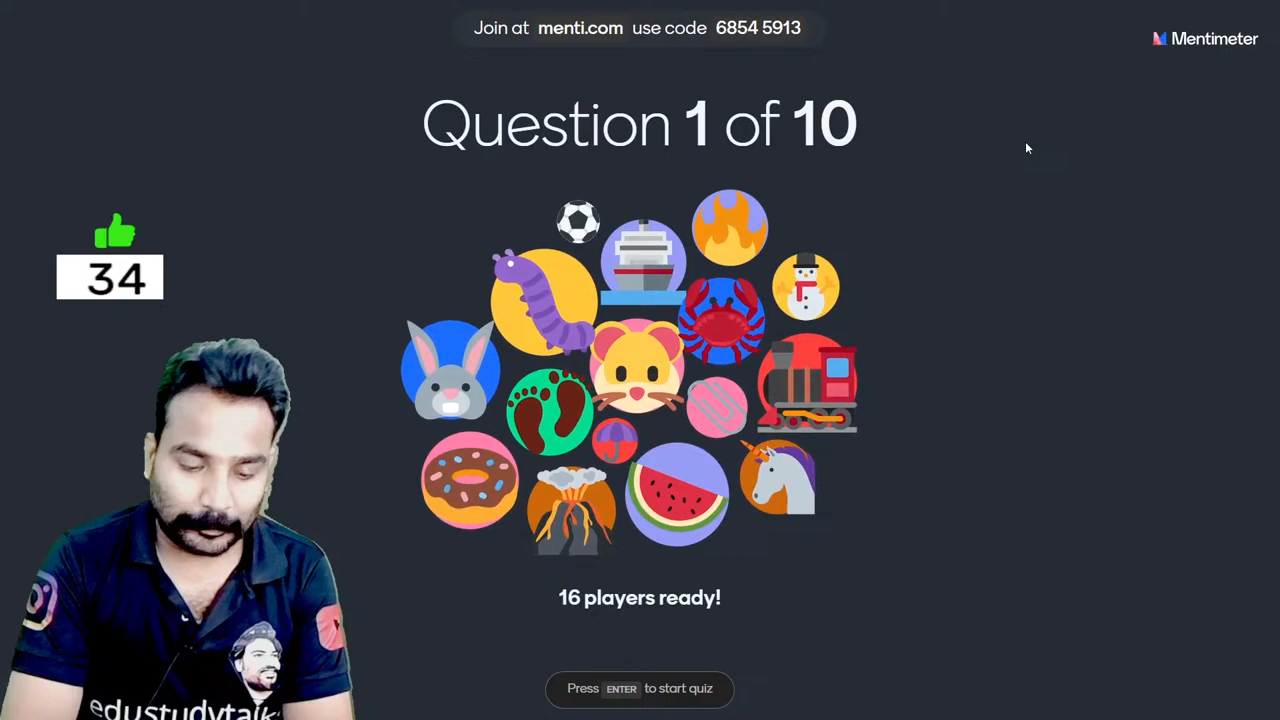 Join at menti.com use code 6854 5913
Mentimeter
Question 1 of 10
34
16 players ready!
Press ENTER to start quiz
edustudytalk